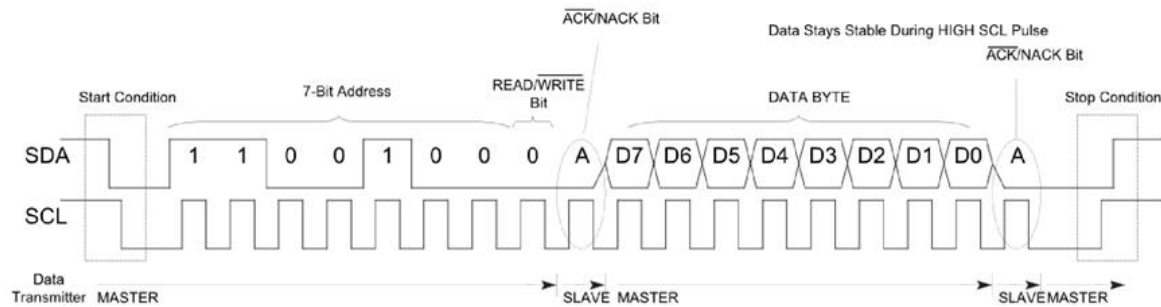 ACK/NACK Bit
Data Stays Stable During HIGH SCL Pulse
ACK/NACK Bit
Start Condition
7-Bit Address
READ/WRITE
Bit
DATA BYTE
Stop Condition
SDA 1 1 0 0 1 0 0 0 A D7 D6 D5 D4 D3 D2 D1 D0 A
SCL
Data
Transmitter MASTER SLAVE MASTER SLAVE MASTER